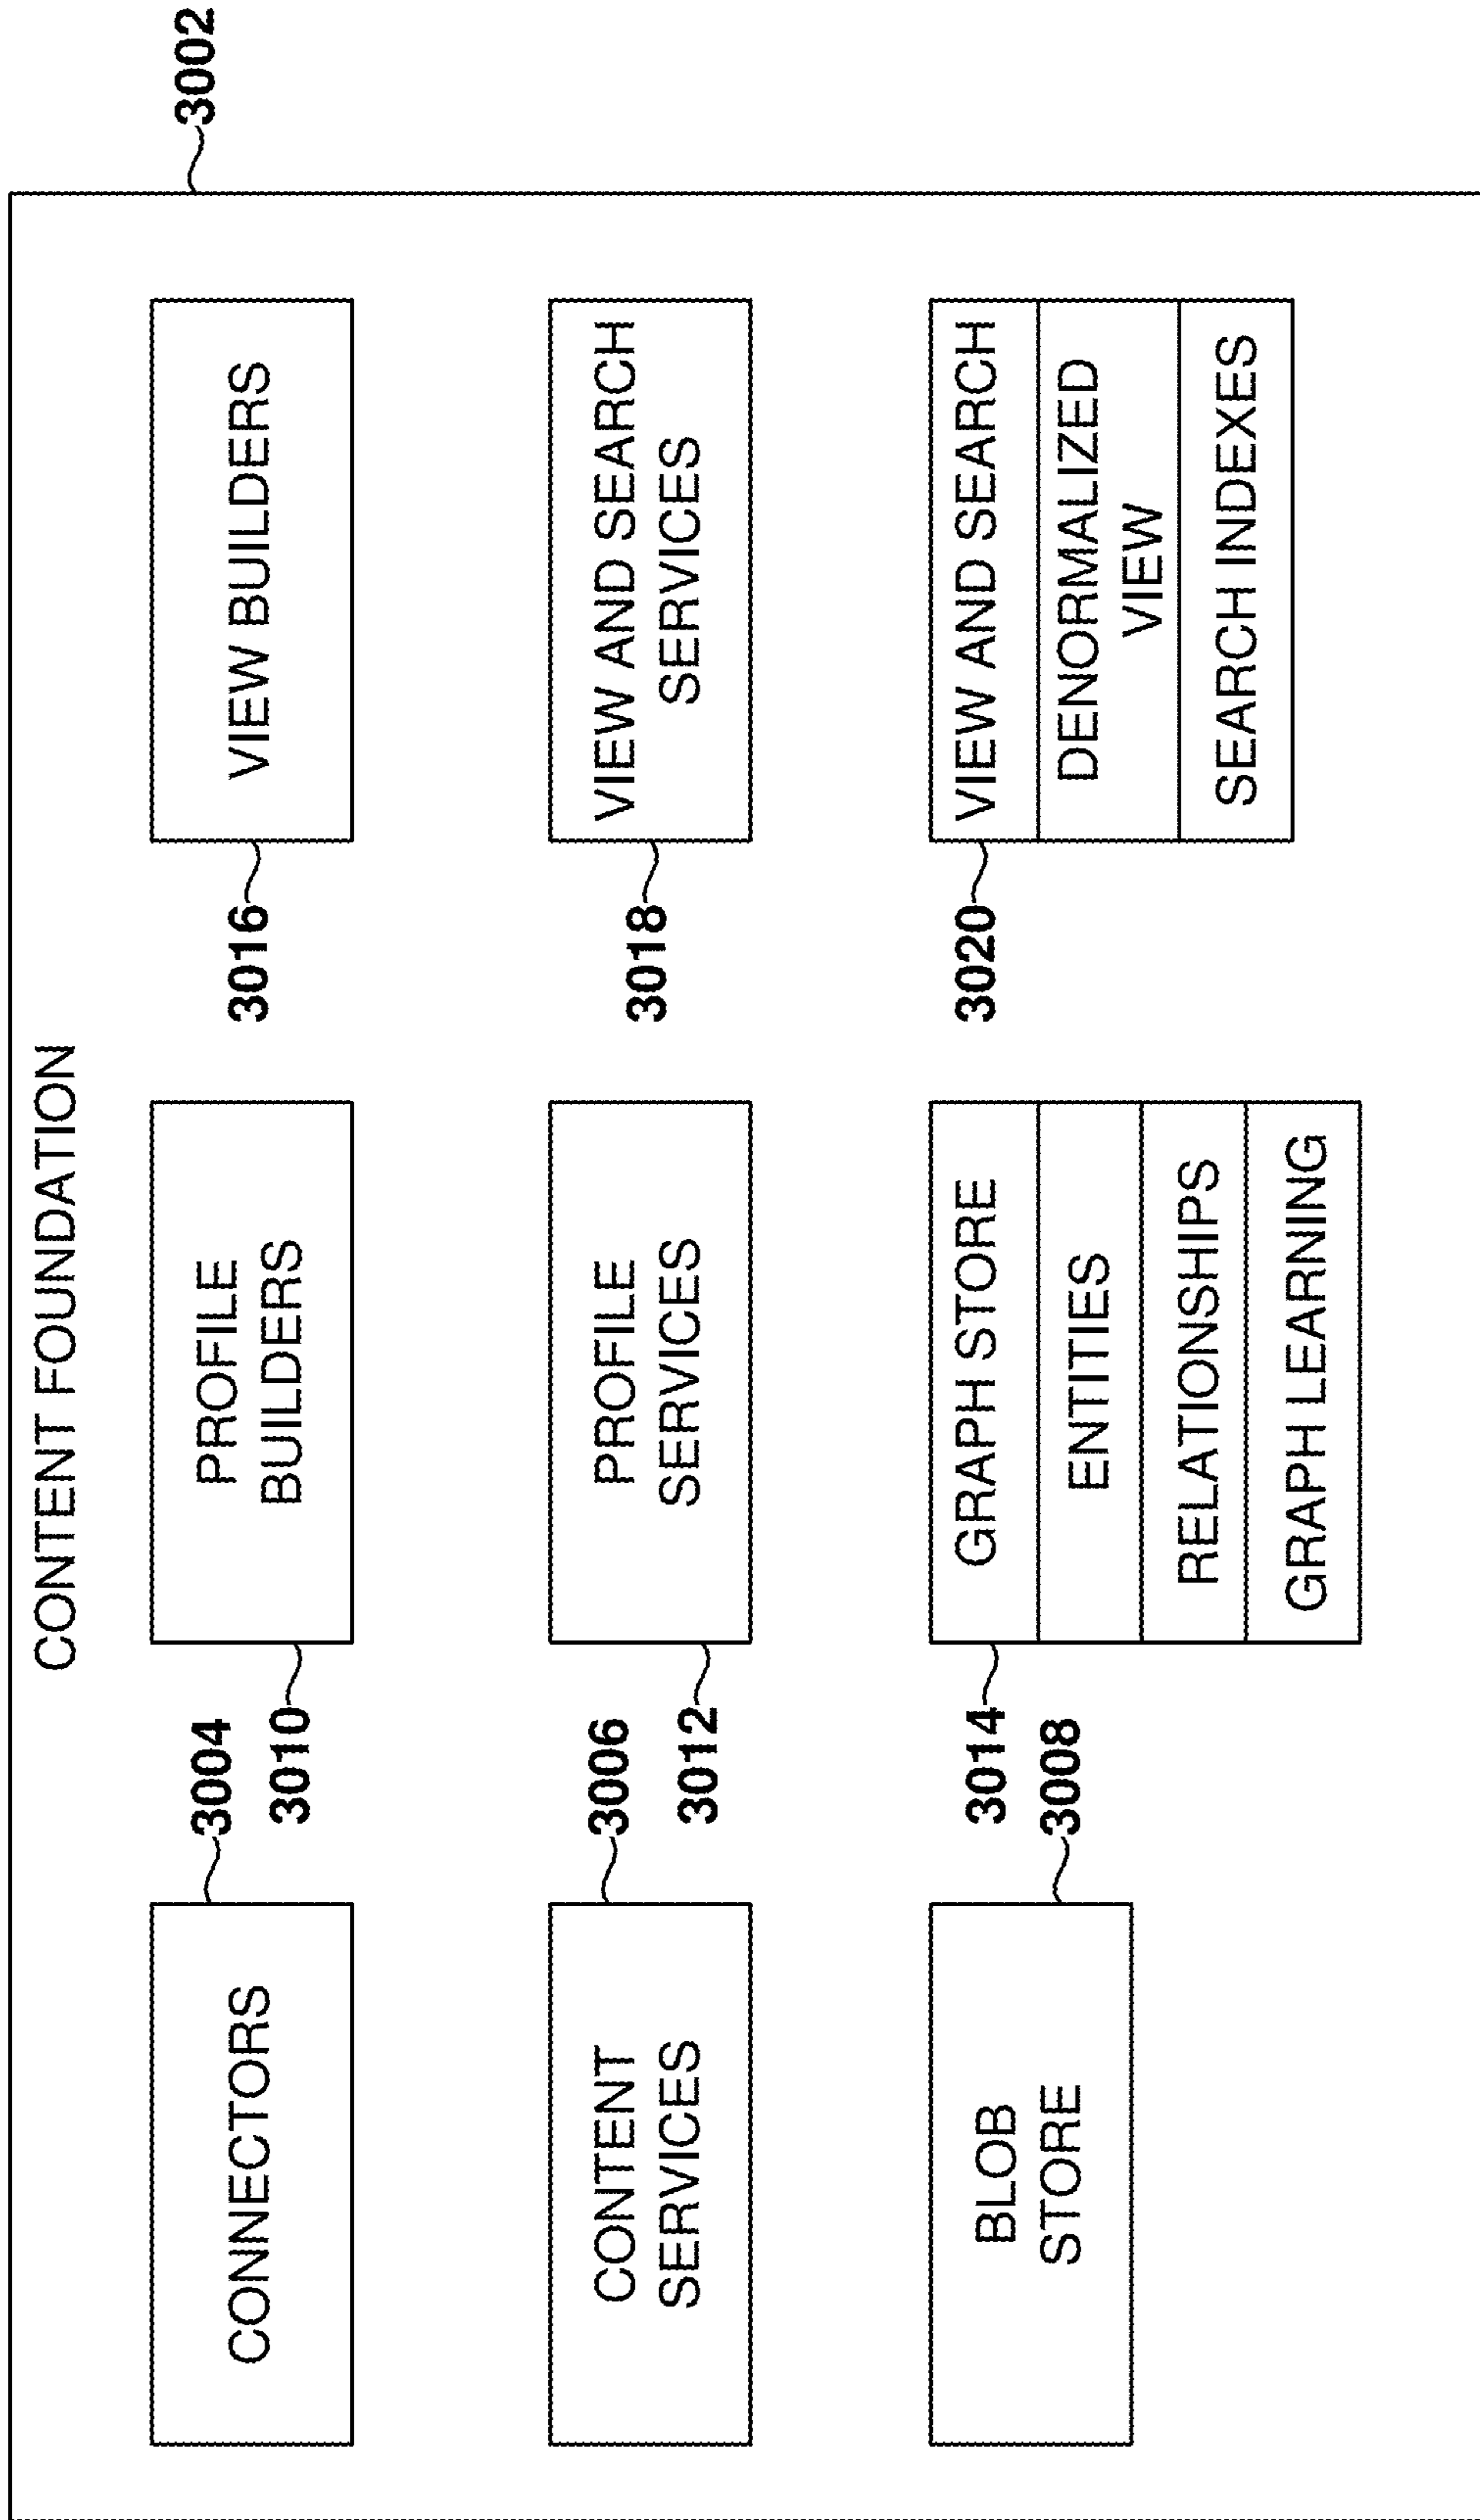 CONTENT FOUNDATION
3002
CONNECTORS
3004
PROFILE
BUILDERS
3010
VIEW BUILDERS
3016
CONTENT
SERVICES
3006
PROFILE
SERVICES
3012
VIEW AND SEARCH
SERVICES
3018
BLOB
STORE
3008
GRAPH STORE
ENTITIES
RELATIONSHIPS
GRAPH LEARNING
3014
VIEW AND SEARCH
DENORMALIZED
VIEW
SEARCH INDEXES
3020